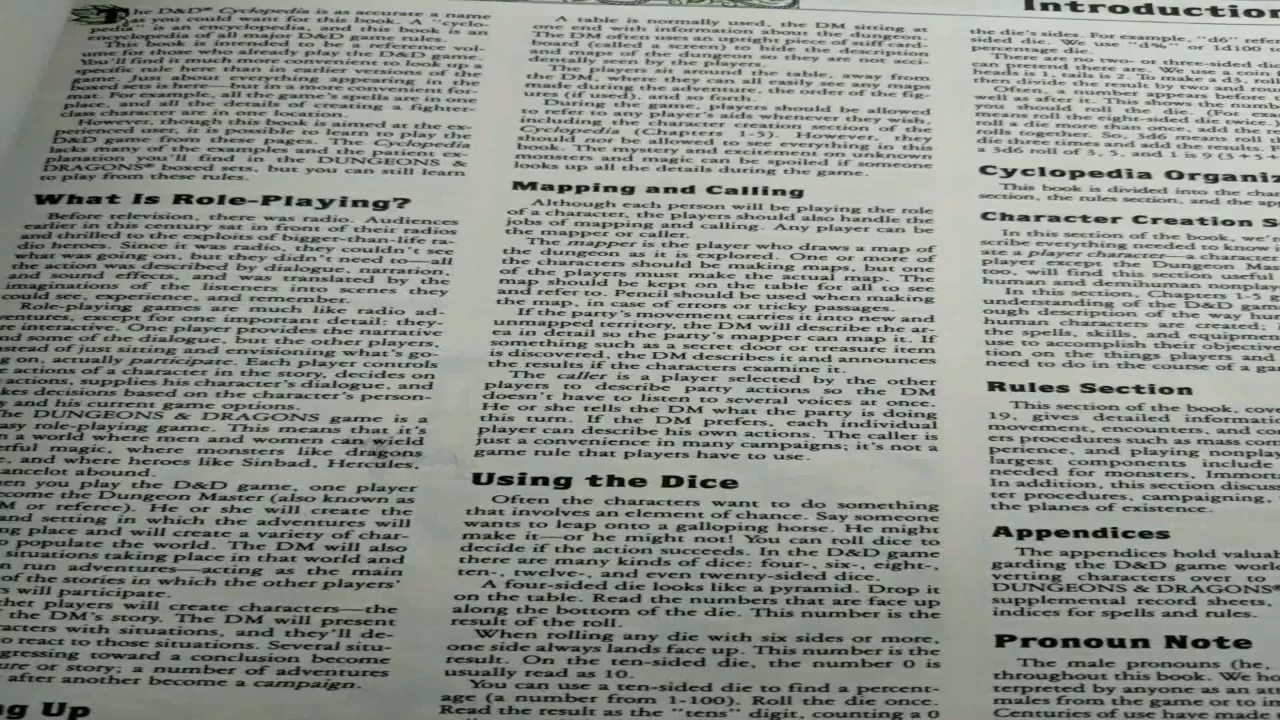 Introduction
The D&D® Cyclopedia is as accurate a name
as you could want for this book. A "cyclo-
pedia" is an encyclopedia, and this book is an
encyclopedia of all major D&D game rules.
This book is intended to be a reference vol-
ume for those who already play the D&D game.
You'll find it much more convenient to look up a
specific rule here than in earlier versions of the
game. Just about everything appearing in the
boxed sets is here—but in a more convenient for-
mat. For example, all the game's spells are in one
place, and all the details of creating a fighter-
class character are in one location.
However, though this book is aimed at the ex-
perienced user, it is possible to learn to play the
D&D game from these pages. The Cyclopedia
lacks many of the examples and the patient ex-
planation you'll find in the DUNGEONS &
DRAGONS® boxed sets, but you can still learn
to play from these rules.
What Is Role-Playing?
Before television, there was radio. Audiences
earlier in this century sat in front of their radios
and thrilled to the exploits of bigger-than-life ra-
dio heroes. Since it was radio, they couldn't see
what was going on, but they didn't need to—all
the action was described by dialogue, narration,
and sound effects, and was translated by the
imaginations of the listeners into scenes they
could see, experience, and remember.
Role-playing games are much like radio ad-
ventures, except for one important detail: they-
re interactive. One player provides the narrative
nd some of the dialogue, but the other players,
nstead of just sitting and envisioning what's go-
g on, actually participate. Each player controls
actions of a character in the story, decides on
actions, supplies his character's dialogue, and
kes decisions based on the character's person-
y and his current game options.
he DUNGEONS & DRAGONS game is a
asy role-playing game. This means that it's
n a world where men and women can wield
erful magic, where monsters like dragons
, and where heroes like Sinbad, Hercules,
ancelot abound.
en you play the D&D game, one player
come the Dungeon Master (also known as
M or referee). He or she will create the
and setting in which the adventures will
ng place and will create a variety of char-
o populate the world. The DM will also
situations taking place in that world and
n run adventures—acting as the main
of the stories in which the other players'
s will participate.
her players will create characters—the
the DM's story. The DM will present
acters with situations, and they'll de-
o react to those situations. Several situ-
gressing toward a conclusion become
ure or story; a number of adventures
after another become a campaign.
ng Up
A table is normally used, the DM sitting at
one end with information about the dungeon.
The DM often uses an upright piece of stiff card-
board (called a screen) to hide the descriptions
and maps of the dungeon so they are not acci-
dentally seen by the players.
The players sit around the table, away from
the DM, where they can all easily see any maps
made during the adventure, the order of the fig-
ures (if used), and so forth.
During the game, players should be allowed
to refer to any player's aids whenever they wish,
including the character creation section of the
Cyclopedia (Chapters 1-5). However, they
should not be allowed to see everything in this
book. The mystery and excitement on unknown
monsters and magic can be spoiled if someone
looks up all the details during the game.
Mapping and Calling
Although each person will be playing the role
of a character, the players should also handle the
jobs of mapping and calling. Any player can be
the mapper or caller.
The mapper is the player who draws a map of
the dungeon as it is explored. One or more of
the characters should be making maps, but one
of the players must make the actual map. The
map should be kept on the table for all to see
and refer to. Pencil should be used when making
the map, in case of errors or tricky passages.
If the party's movement carries it into new and
unmapped territory, the DM will describe the ar-
ea in detail so the party's mapper can map it. If
something such as a secret door or treasure item
is discovered, the DM describes it and announces
the results if the characters examine it.
The caller is a player selected by the other
players to describe party actions so the DM
doesn't have to listen to several voices at once.
He or she tells the DM what the party is doing
this turn. If the DM prefers, each individual
player can describe his own actions. The caller is
just a convenience in many campaigns; it's not a
game rule that players have to use.
Using the Dice
Often the characters want to do something
that involves an element of chance. Say someone
wants to leap onto a galloping horse. He might
make it—or he might not! You can roll dice to
decide if the action succeeds. In the D&D game
there are many kinds of dice: four-, six-, eight-,
ten-, twelve-, and even twenty-sided dice.
A four-sided die looks like a pyramid. Drop it
on the table. Read the numbers that are face up
along the bottom of the die. This number is the
result of the roll.
When rolling any die with six sides or more,
one side always lands face up. This number is the
result. On the ten-sided die, the number 0 is
usually read as 10.
You can use a ten-sided die to find a percent-
age (a number from 1-100). Roll the die once.
Read the result as the "tens" digit, counting a 0
the die's sides. For example, "d6" refe
sided die. We use "d%" or 1d100 t
percentage die.
There are no two- or three-sided dic
can pretend there are. We use a coin
heads is 1, tails is 2. To make a d3, roll
then divide the result by two and rou
Often, a number appears before
well as after it. This shows the numb
you should roll the die. (For exa
means roll the eight-sided die twice.)
roll a die more than once, add the r
rolls together. So, 3d6 means roll t
die three times and add the results. F
a 3d6 roll of 3, 5, and 1 is 9 (3+5+
Cyclopedia Organiz
This book is divided into the char
section, the rules section, and the app
Character Creation S
In this section of the book, we'r
scribe everything needed to know
ate a player character—a character
player (except the Dungeon Mas
too, will find this section useful
human and demihuman nonplay
In this section, Chapters 1-5 g
understanding of the D&D gam
ough description of the way hu
human characters are created;
the spells, skills, and equipme
use to accomplish their objective
tion on the things players and
need to do in the course of a ga
Rules Section
This section of the book, cove
19, gives detailed informati
movement, encounters, and co
ers procedures such as mass com
perience, and playing nonplay
largest components include
need for monsters, Immort
In addition, this section discus
ter procedures, campaigning,
the planes of existence.
Appendices
The appendices hold valual
garding the D&D game work
verting characters over to
DUNGEONS & DRAGONS®
supplemental record sheets,
indices for spells and rules.
Pronoun Note
The male pronouns (he,
throughout this book. We ho
terpreted by anyone as an at
males from the game or to in
Centuries of use have made